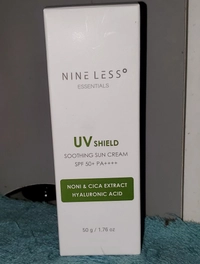 NINE LESS°
ESSENTIALS
UV SHIELD
SOOTHING SUN CREAM
SPF 50+ PA++++
NONI & CICA EXTRACT
HYALURONIC ACID
50 g / 1.76 oz